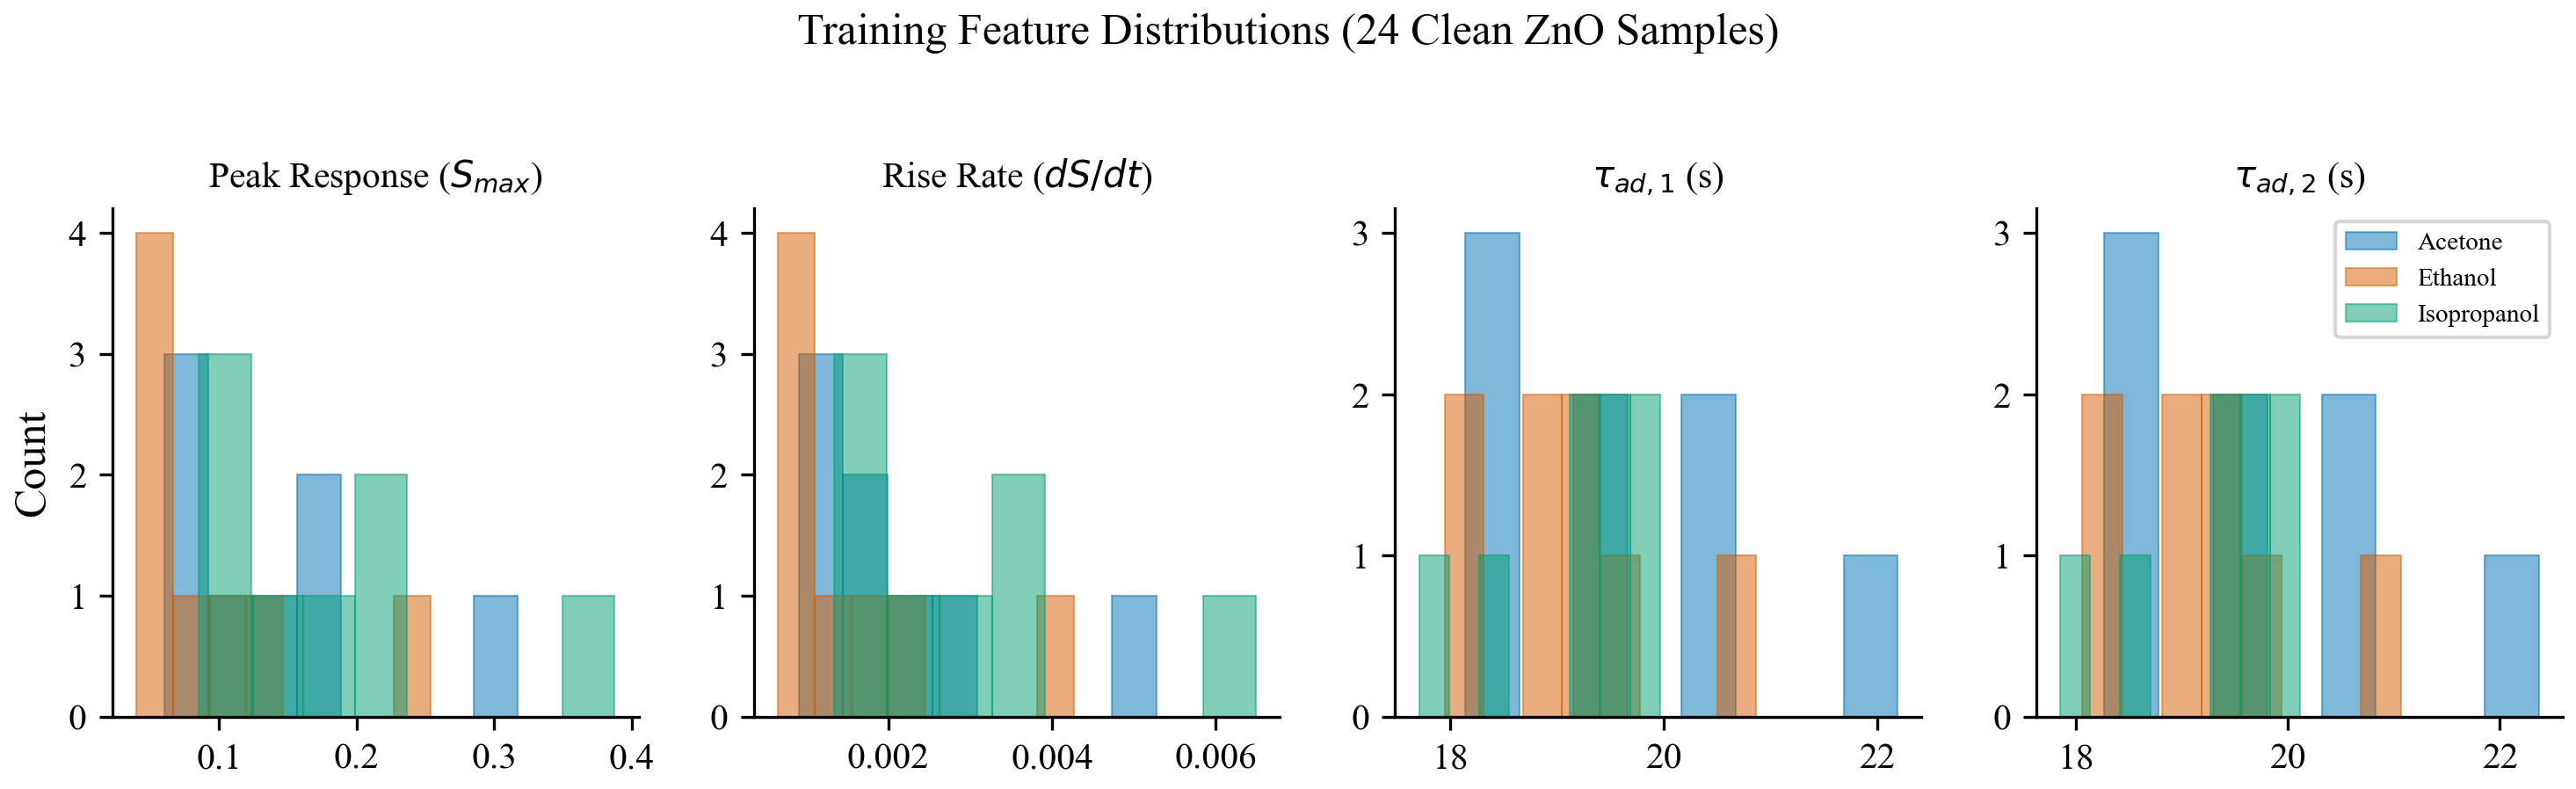 Training Feature Distributions (24 Clean ZnO Samples)
Peak Response (S_max)
Rise Rate (dS/dt)
τ_ad, 1 (s)
τ_ad, 2 (s)
Count
4
3
2
1
0
0.1 0.2 0.3 0.4
4
3
2
1
0
0.002 0.004 0.006
3
2
1
0
18 20 22
3
2
1
0
18 20 22
Acetone
Ethanol
Isopropanol